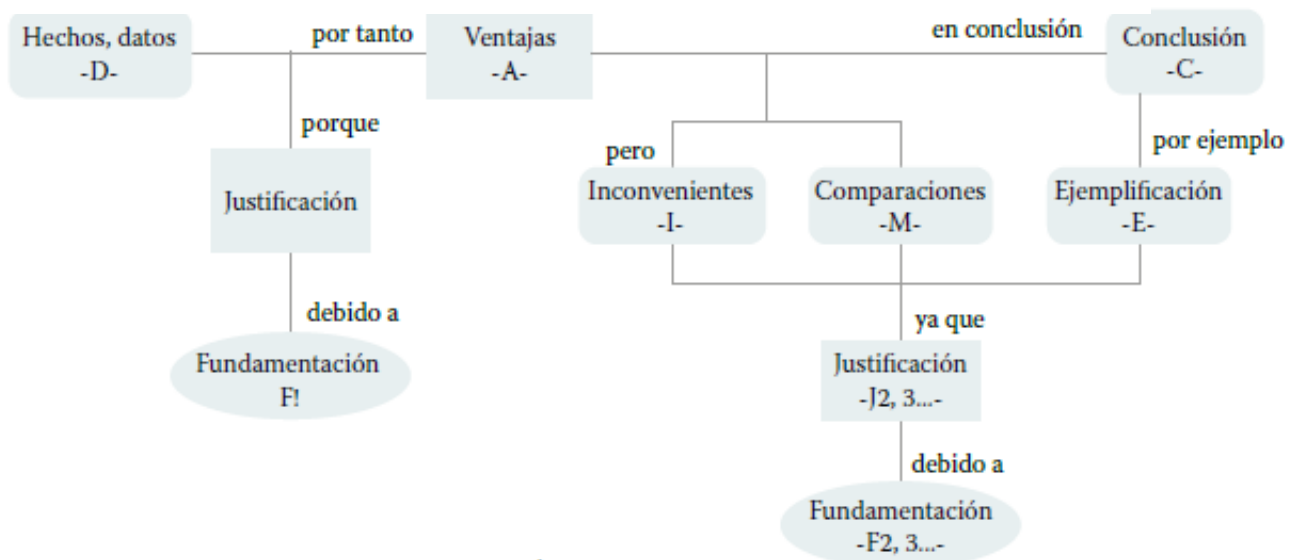 Hechos, datos
-D-
por tanto
Ventajas
-A-
en conclusión
Conclusión
-C-
porque
pero
por ejemplo
Justificación
Inconvenientes
-I-
Comparaciones
-M-
Ejemplificación
-E-
debido a
ya que
Fundamentación
F!
Justificación
-J2, 3...-
debido a
Fundamentación
-F2, 3...-